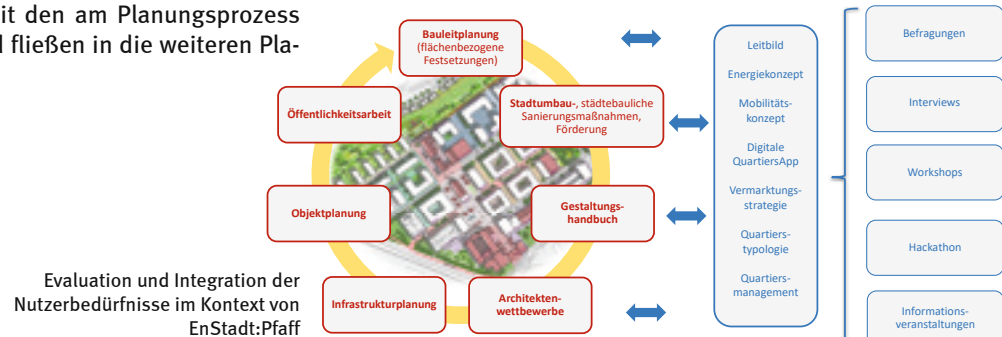 it den am Planungsprozess
d fließen in die weiteren Pla-
Bauleitplanung
(flächenbezogene
Festsetzungen)
Öffentlichkeitsarbeit
Stadtumbau-, städtebauliche
Sanierungsmaßnahmen,
Förderung
Objektplanung
Gestaltungs-
handbuch
Infrastrukturplanung
Architekten-
wettbewerbe
Leitbild
Energiekonzept
Mobilitäts-
konzept
Digitale
QuartiersApp
Vermarktungs-
strategie
Quartiers-
typologie
Quartiers-
management
Befragungen
Interviews
Workshops
Hackathon
Informations-
veranstaltungen
Evaluation und Integration der
Nutzerbedürfnisse im Kontext von
EnStadt:Pfaff